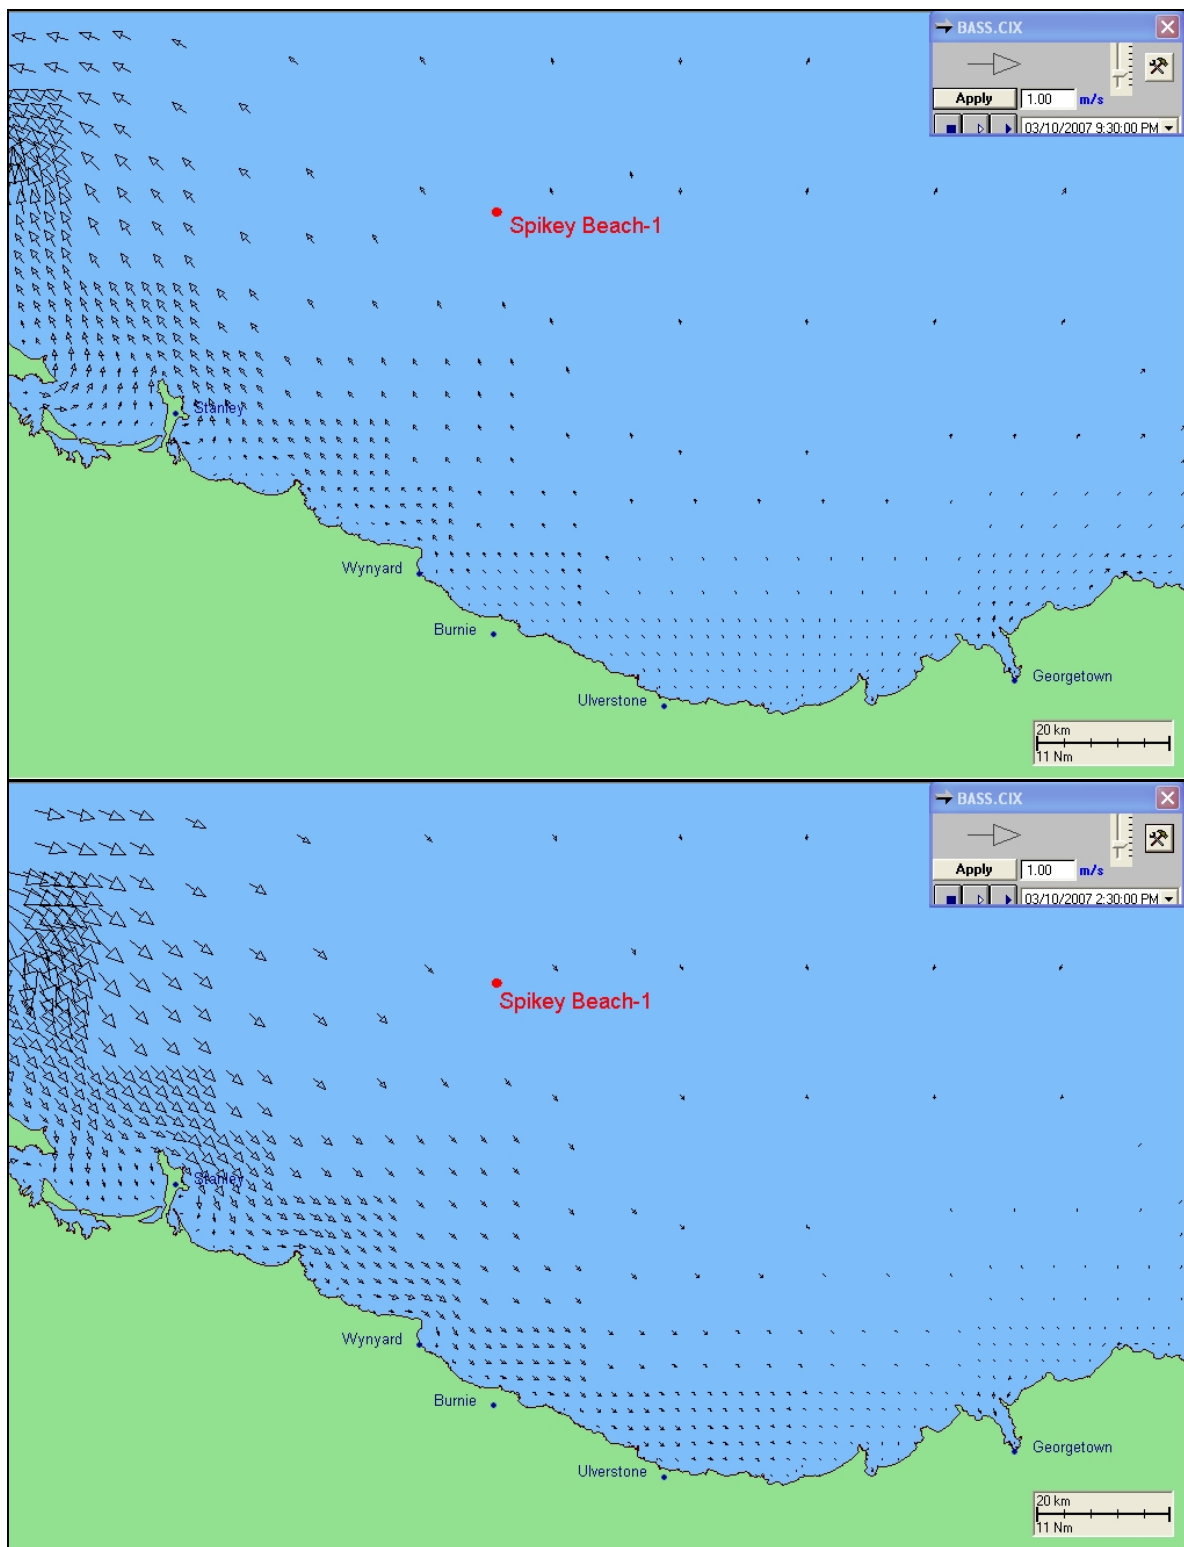 BASS.CIX
Apply 1.00 m/s
03/10/2007 9:30:00 PM
Spikey Beach-1
Stanley
Wynyard
Burnie
Ulverstone
Georgetown
20 km
11 Nm
BASS.CIX
Apply 1.00 m/s
03/10/2007 2:30:00 PM
Spikey Beach-1
Stanley
Wynyard
Burnie
Ulverstone
Georgetown
20 km
11 Nm